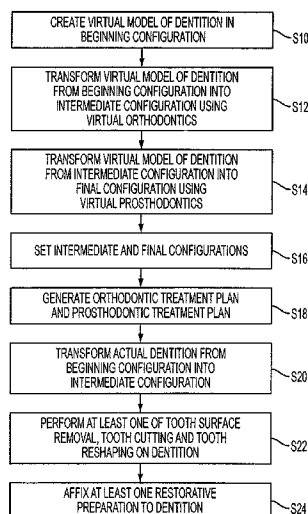 CREATE VIRTUAL MODEL OF DENTITION IN
BEGINNING CONFIGURATION
S10
TRANSFORM VIRTUAL MODEL OF DENTITION
FROM BEGINNING CONFIGURATION INTO
INTERMEDIATE CONFIGURATION USING
VIRTUAL ORTHODONTICS
S12
TRANSFORM VIRTUAL MODEL OF DENTITION
FROM INTERMEDIATE CONFIGURATION INTO
FINAL CONFIGURATION USING
VIRTUAL PROSTHODONTICS
S14
SET INTERMEDIATE AND FINAL CONFIGURATIONS
S16
GENERATE ORTHODONTIC TREATMENT PLAN
AND PROSTHODONTIC TREATMENT PLAN
S18
TRANSFORM ACTUAL DENTITION FROM
BEGINNING CONFIGURATION INTO
INTERMEDIATE CONFIGURATION
S20
PERFORM AT LEAST ONE OF TOOTH SURFACE
REMOVAL, TOOTH CUTTING AND TOOTH
RESHAPING ON DENTITION
S22
AFFIX AT LEAST ONE RESTORATIVE
PREPARATION TO DENTITION
S24